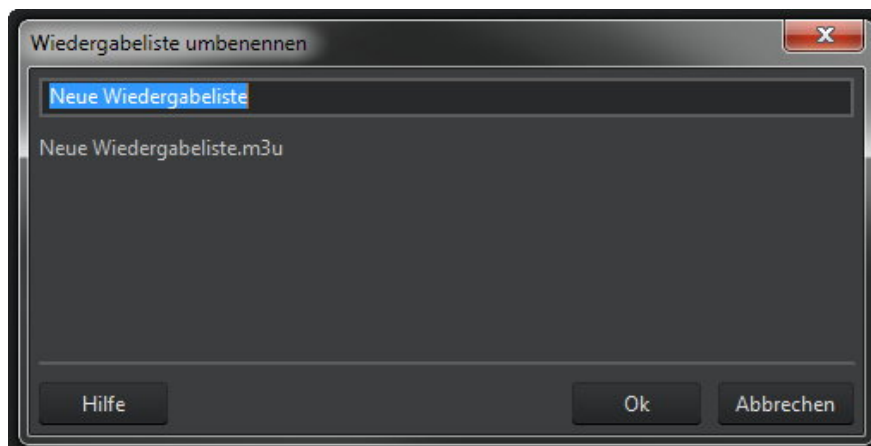 Wiedergabeliste umbenennen
Neue Wiedergabeliste
Neue Wiedergabeliste.m3u
Hilfe Ok Abbrechen